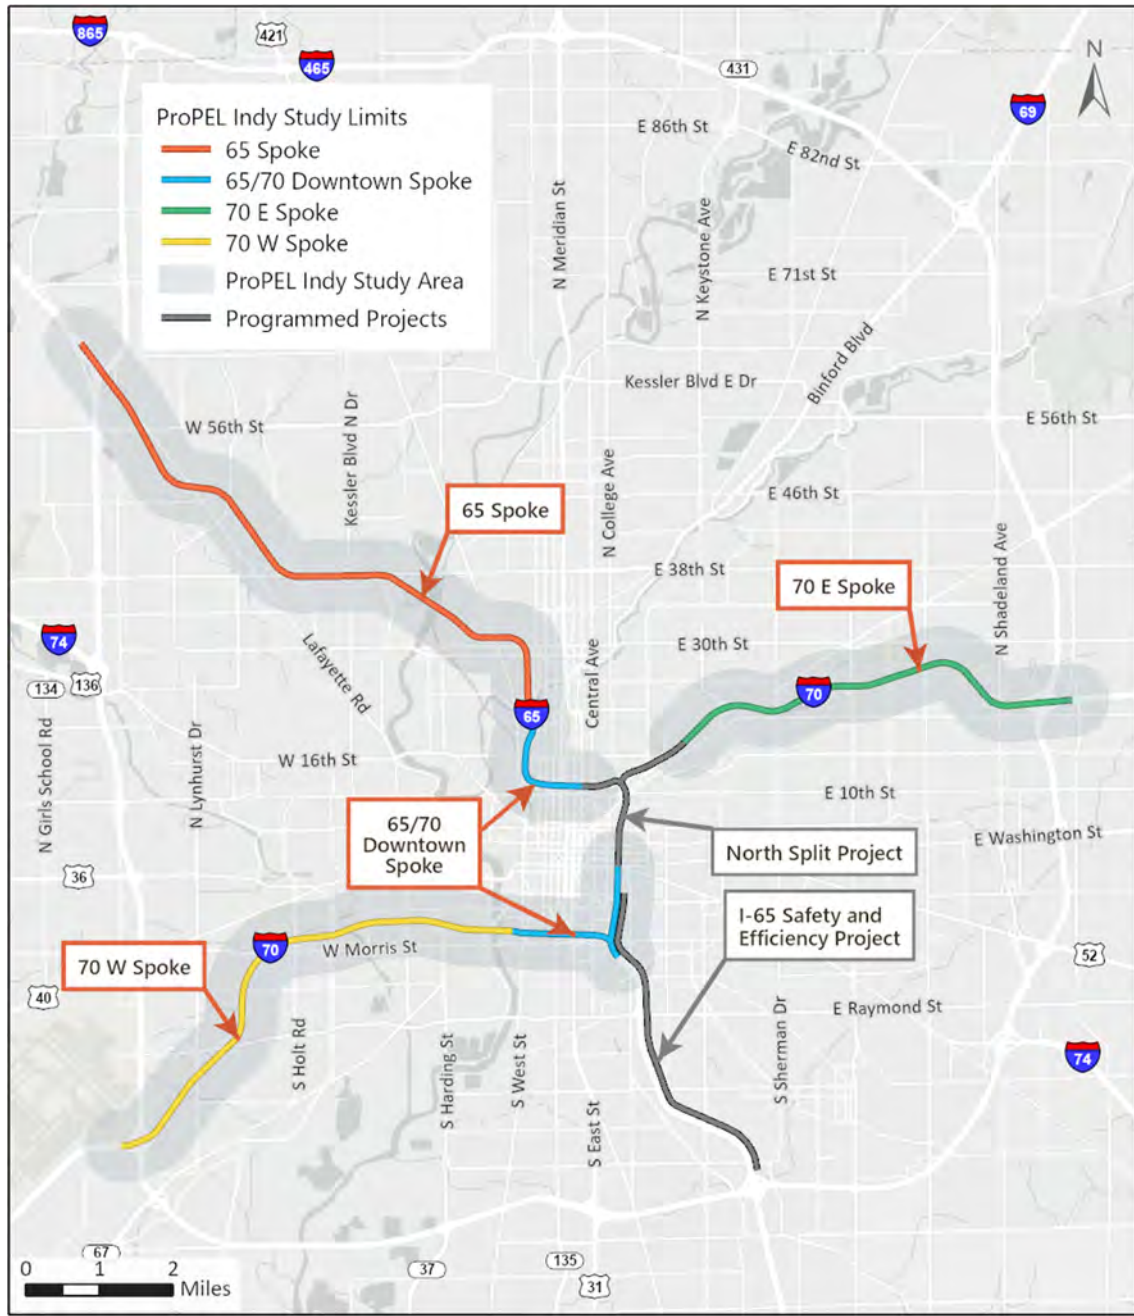 865
421
465
431
N
69
ProPEL Indy Study Limits
65 Spoke
65/70 Downtown Spoke
70 E Spoke
70 W Spoke
ProPEL Indy Study Area
Programmed Projects
E 86th St
E 82nd St
N Meridian St
N Keystone Ave
E 71st St
Binford Blvd
Kessler Blvd E Dr
W 56th St
Kessler Blvd N Dr
E 56th St
N College Ave
E 46th St
65 Spoke
E 38th St
70 E Spoke
N Shadeland Ave
74
134
136
Lafayette Rd
E 30th St
Central Ave
70
65
N Girls School Rd
N Lynhurst Dr
W 16th St
E 10th St
E Washington St
65/70
Downtown
Spoke
North Split Project
36
I-65 Safety and
Efficiency Project
70 W Spoke
70
W Morris St
52
40
E Raymond St
S Holt Rd
S Harding St
S West St
S East St
S Sherman Dr
74
67
37
135
31
0 1 2
Miles